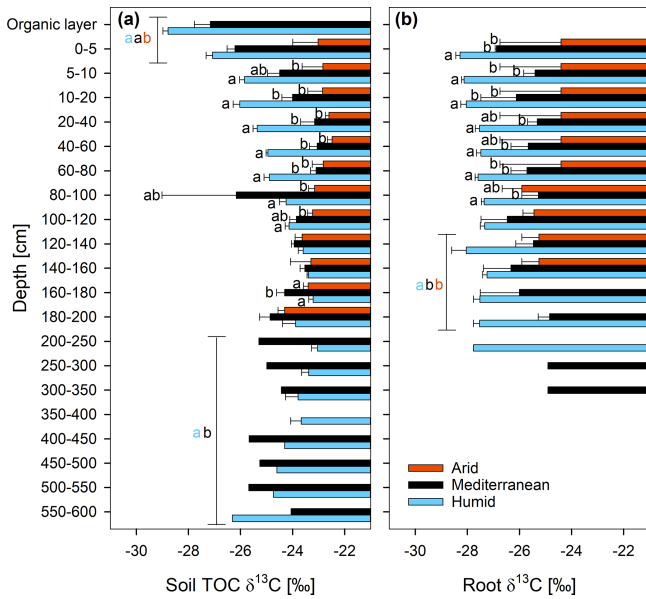 (a)
(b)
Organic layer
a a b
0-5
b
b
a
5-10
b
ab
a
b
b
a
10-20
b
b
a
b
b
a
20-40
b
b
a
b
b
a
40-60
b
b
a
b
b
a
60-80
b
b
a
b
b
a
80-100
b
ab
a
b
b
a
100-120
b
ab
a
120-140
140-160
a b b
160-180
a
b
a
180-200
200-250
250-300
300-350
350-400
a b
400-450
450-500
500-550
550-600
Depth [cm]
Arid
Mediterranean
Humid
-30 -28 -26 -24 -22
-30 -28 -26 -24 -22
Soil TOC δ¹³C [‰]
Root δ¹³C [‰]